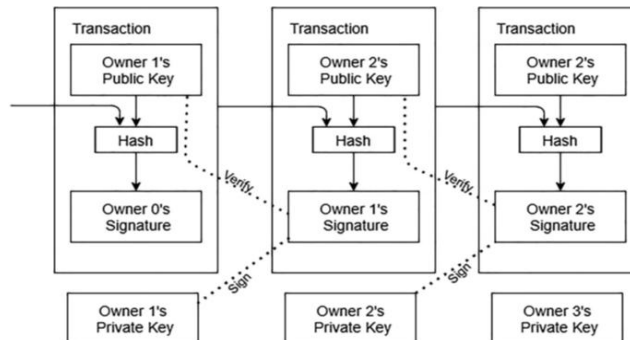 Transaction
Owner 1's
Public Key
Hash
Owner 0's
Signature
Owner 1's
Private Key
Transaction
Owner 2's
Public Key
Hash
Verify
Owner 1's
Signature
Sign
Owner 2's
Private Key
Transaction
Owner 2's
Public Key
Hash
Verify
Owner 2's
Signature
Sign
Owner 3's
Private Key